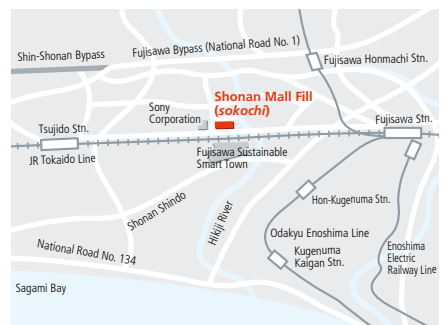 Shin-Shonan Bypass
Fujisawa Bypass (National Road No. 1)
Fujisawa Honmachi Stn.
Shonan Mall Fill
(sokochi)
Sony
Corporation
Tsujido Stn.
Fujisawa Stn.
JR Tokaido Line
Fujisawa Sustainable
Smart Town
Hon-Kugenuma Stn.
Shonan Shindo
Hikiji River
Odakyu Enoshima Line
National Road No. 134
Kugenuma
Kaigan Stn.
Enoshima
Electric
Railway Line
Sagami Bay